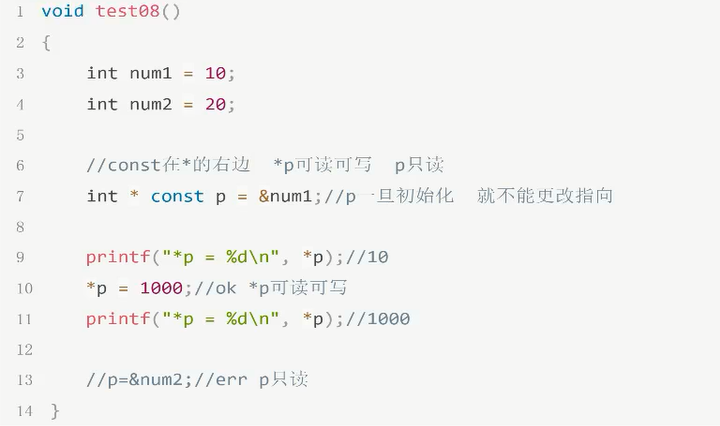 1 void test08()
2 {
3     int num1 = 10;
4     int num2 = 20;
5
6     //const在*的右边  *p可读可写  p只读
7     int * const p = &num1;//p一旦初始化  就不能更改指向
8
9     printf("*p = %d\n", *p);//10
10     *p = 1000;//ok *p可读可写
11     printf("*p = %d\n", *p);//1000
12
13     //p=&num2;//err p只读
14 }